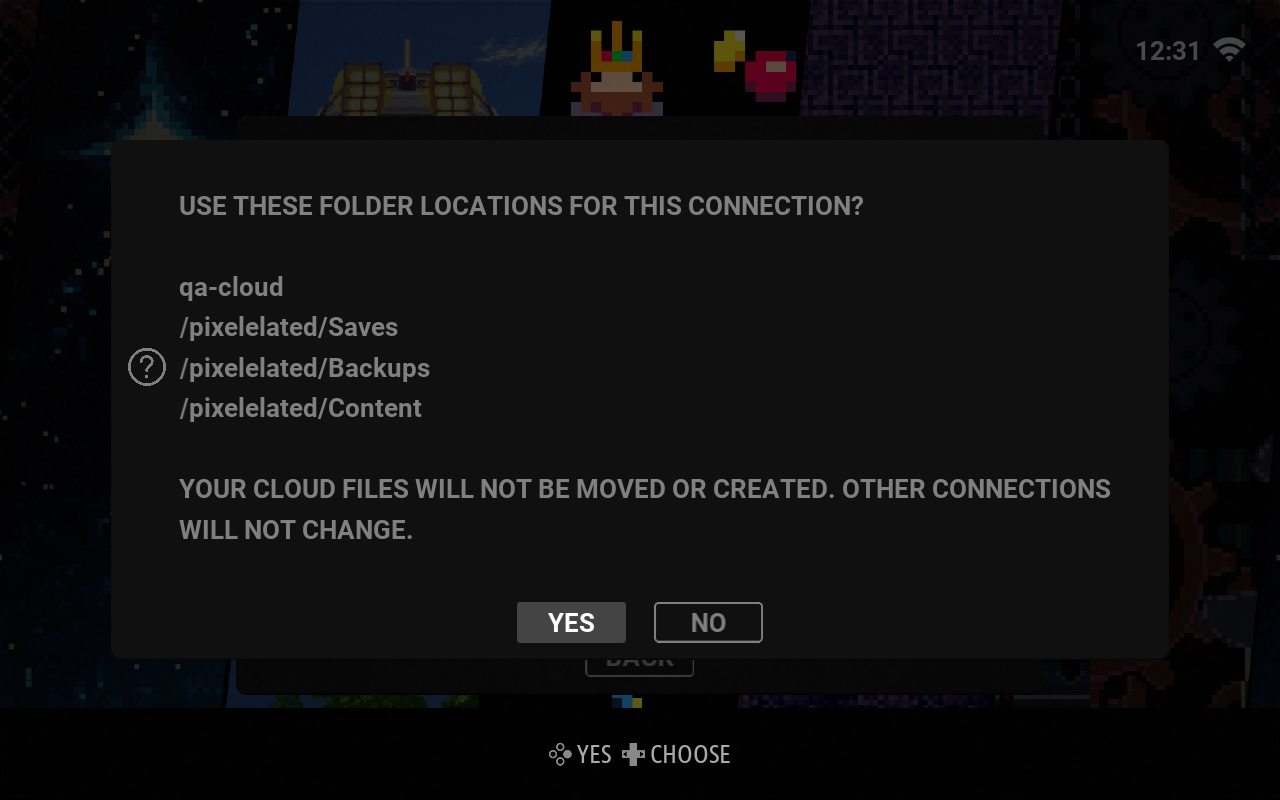 12:31
USE THESE FOLDER LOCATIONS FOR THIS CONNECTION?
qa-cloud
/pixelelated/Saves
/pixelelated/Backups
/pixelelated/Content
YOUR CLOUD FILES WILL NOT BE MOVED OR CREATED. OTHER CONNECTIONS
WILL NOT CHANGE.
YES NO
BACK
YES CHOOSE